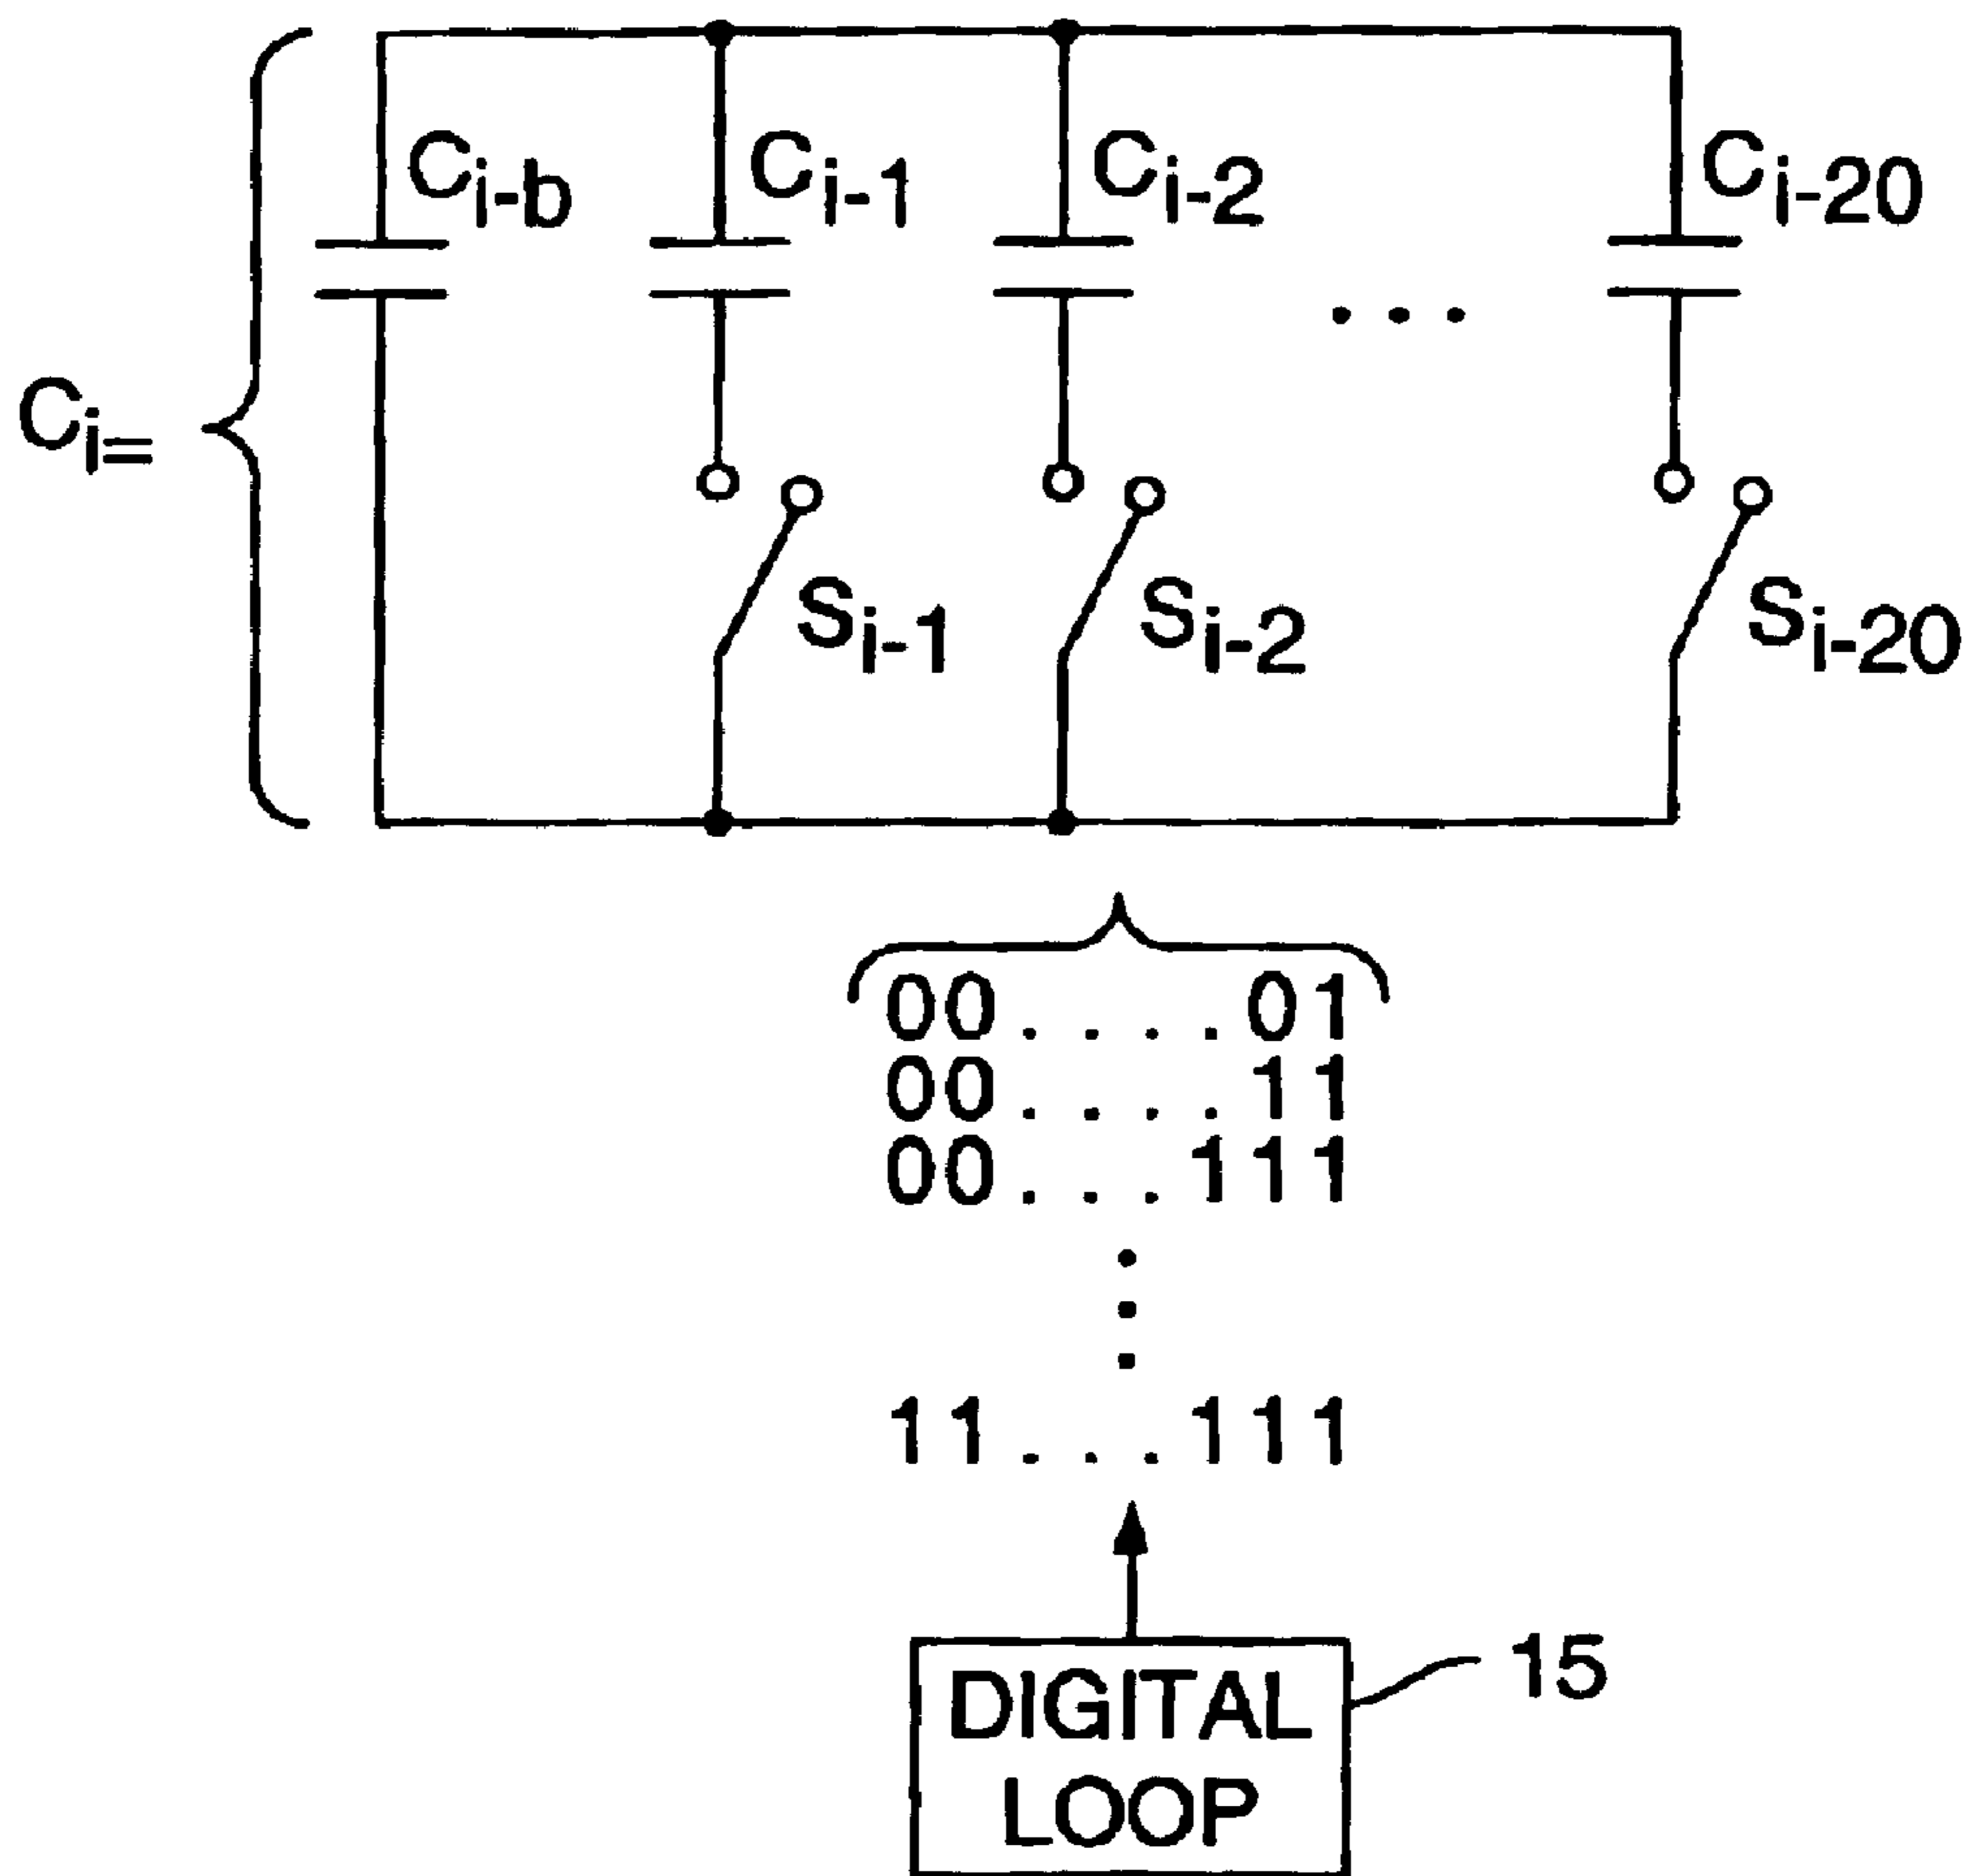 Ci-b Ci-1 Ci-2 Ci-20
. . .
Ci=
Si-1 Si-2 Si-20
00....01
00....11
00...111
.
.
.
11...111
15
DIGITAL
LOOP